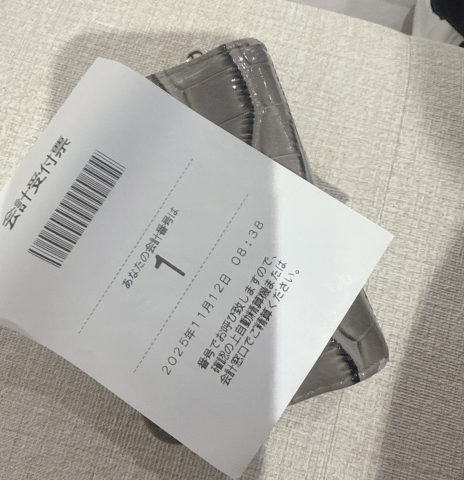 会計受付票
あなたの会計番号は
1
2025年11月12日 08:38
番号でお呼び致しますので、
確認の上自動精算機または
会計窓口でご精算ください。